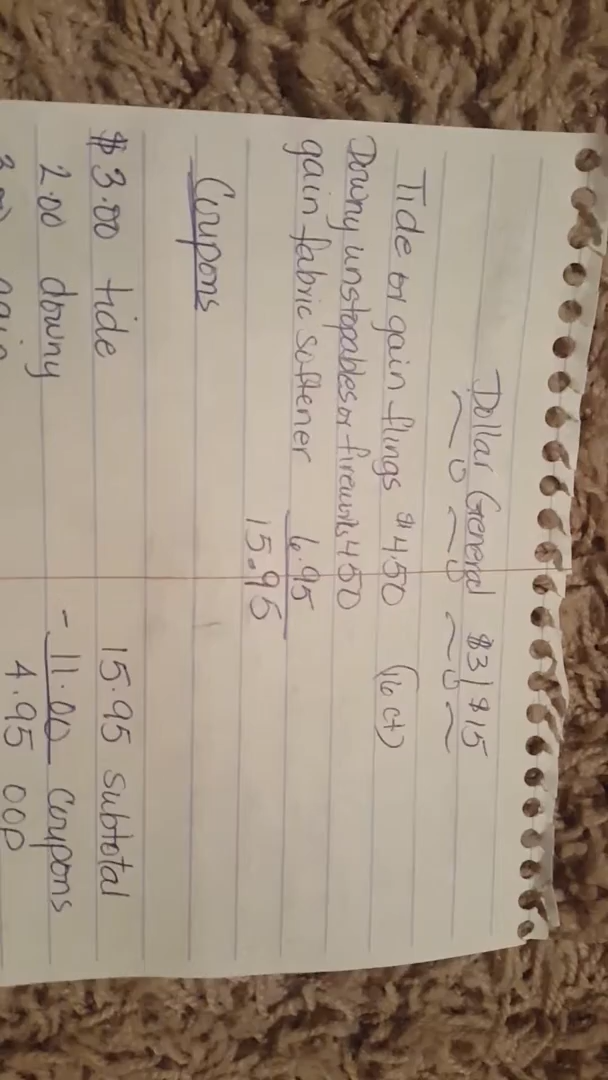 Dollar General $3/$15
Tide or gain flings $4.50 (16 ct)
Downy unstopables or fireworks 4.50
gain fabric softener 6.95
15.95
Coupons
$3.00 tide 15.95 subtotal
2.00 downy - 11.00 coupons
4.95 OOP